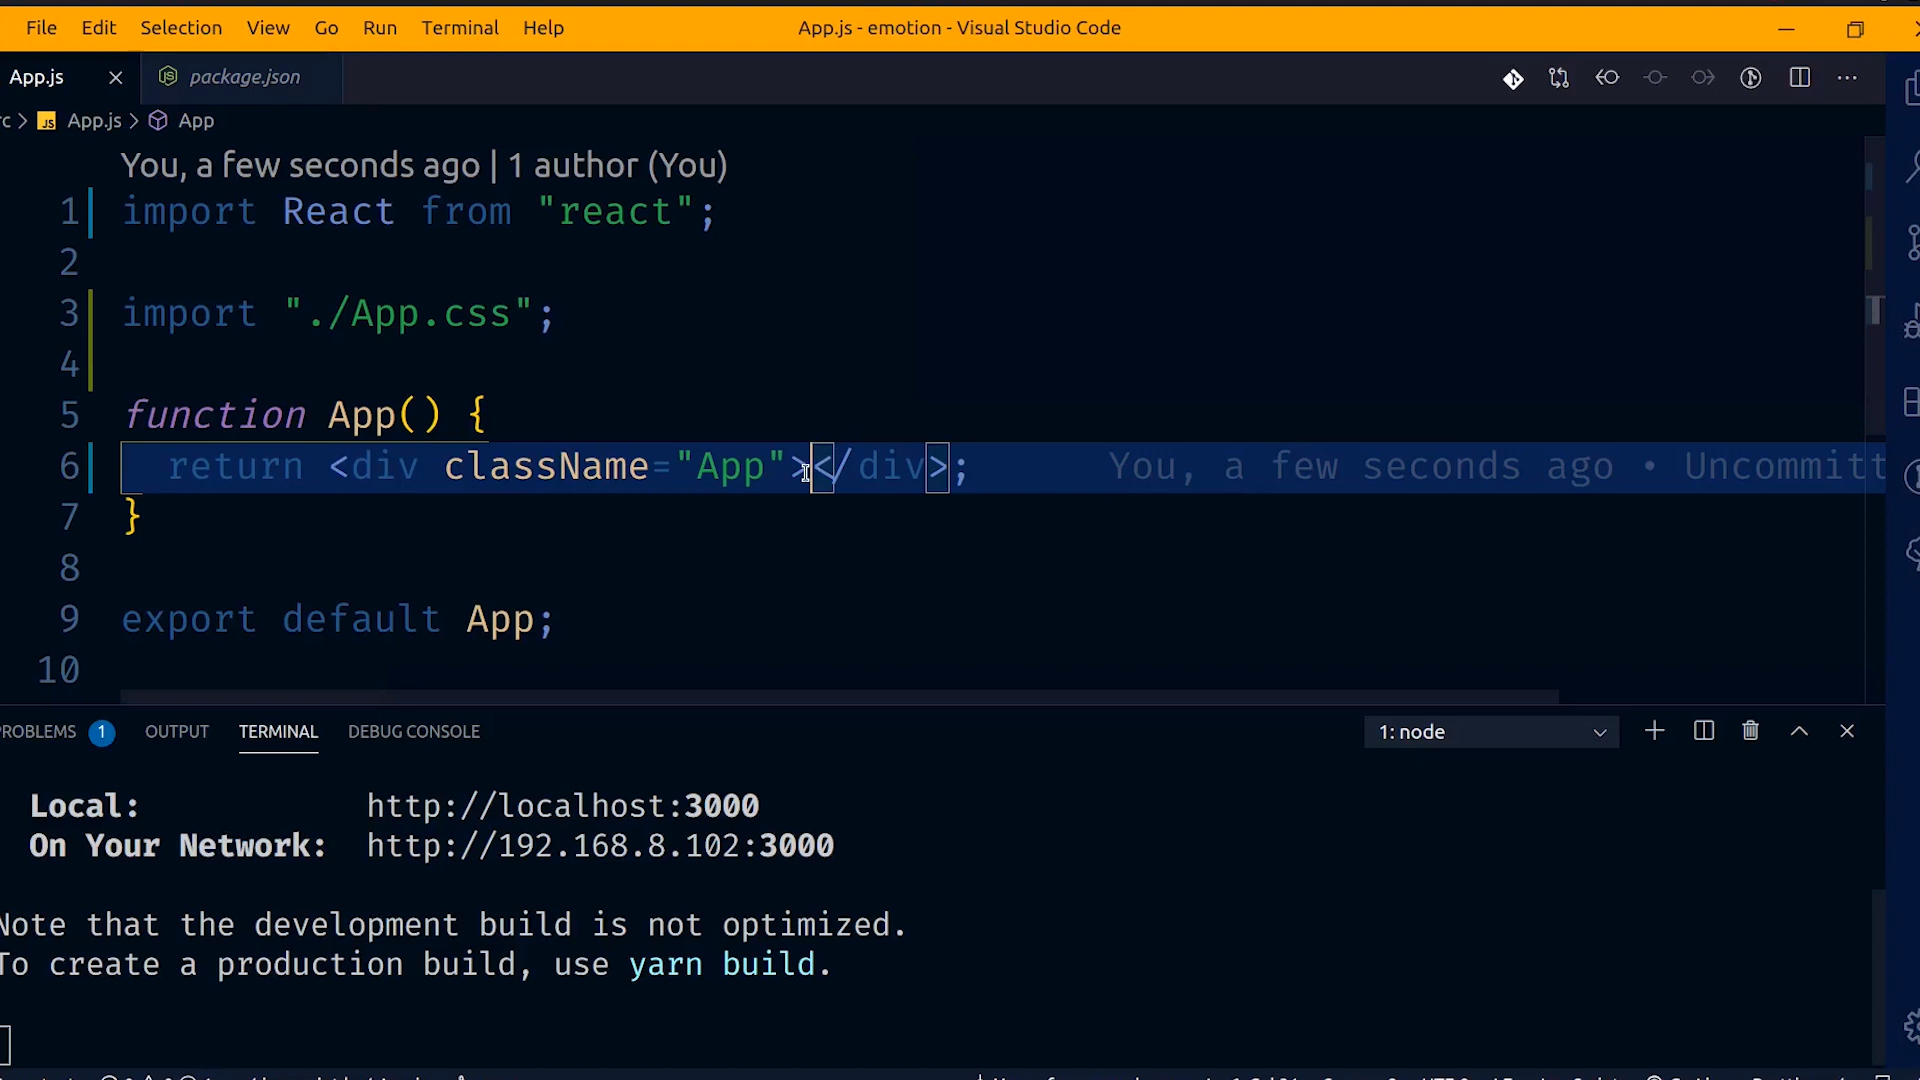 File Edit Selection View Go Run Terminal Help App.js - emotion - Visual Studio Code
App.js package.json
App.js App
You, a few seconds ago | 1 author (You)
1 import React from "react";
2
3 import "./App.css";
4
5 function App() {
6 return <div className="App"></div>; You, a few seconds ago • Uncommitt
7 }
8
9 export default App;
10
PROBLEMS 1 OUTPUT TERMINAL DEBUG CONSOLE 1: node
Local: http://localhost:3000
On Your Network: http://192.168.8.102:3000
Note that the development build is not optimized.
To create a production build, use yarn build.